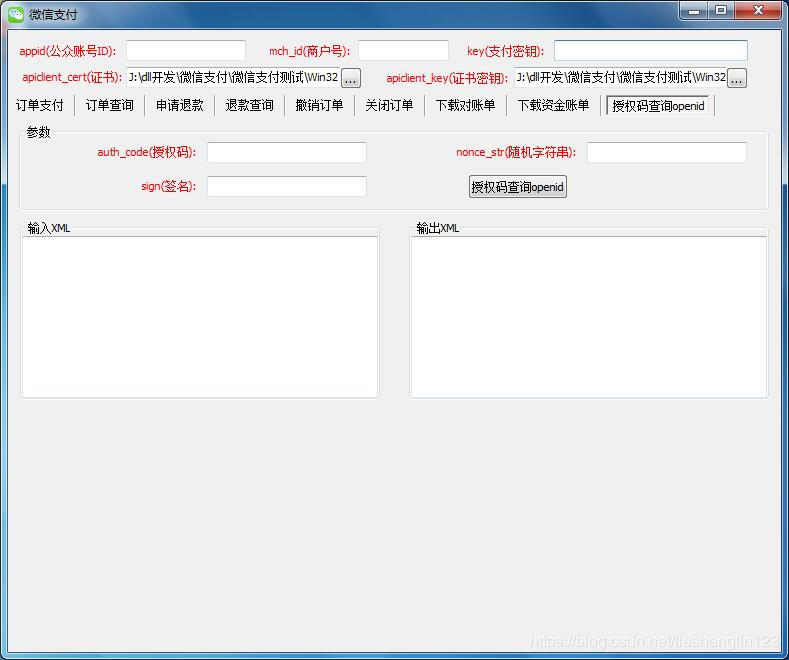 微信支付
appid(公众账号ID): mch_id(商户号): key(支付密钥):
apiclient_cert(证书): J:\dll开发\微信支付\微信支付测试\Win32 ... apiclient_key(证书密钥): J:\dll开发\微信支付\微信支付测试\Win32 ...
订单支付 订单查询 申请退款 退款查询 撤销订单 关闭订单 下载对账单 下载资金账单 授权码查询openid
参数
auth_code(授权码): nonce_str(随机字符串):
sign(签名): 授权码查询openid
输入XML 输出XML
https://blog.csdn.net/liushenglin123